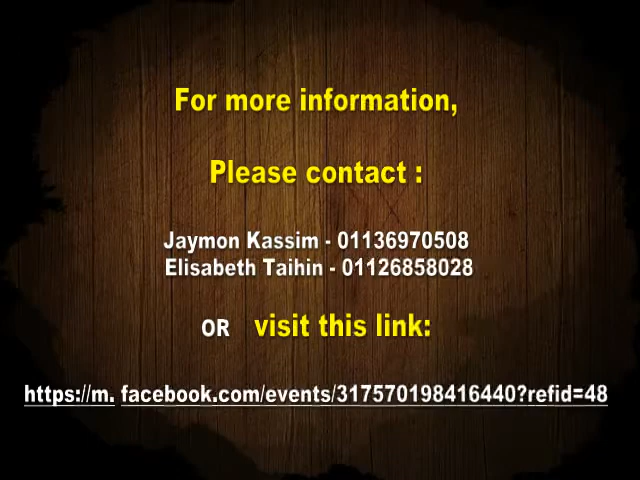 For more information,
Please contact :
Jaymon Kassim - 01136970508
Elisabeth Taihin - 01126858028
OR visit this link:
https://m. facebook.com/events/317570198416440?refid=48